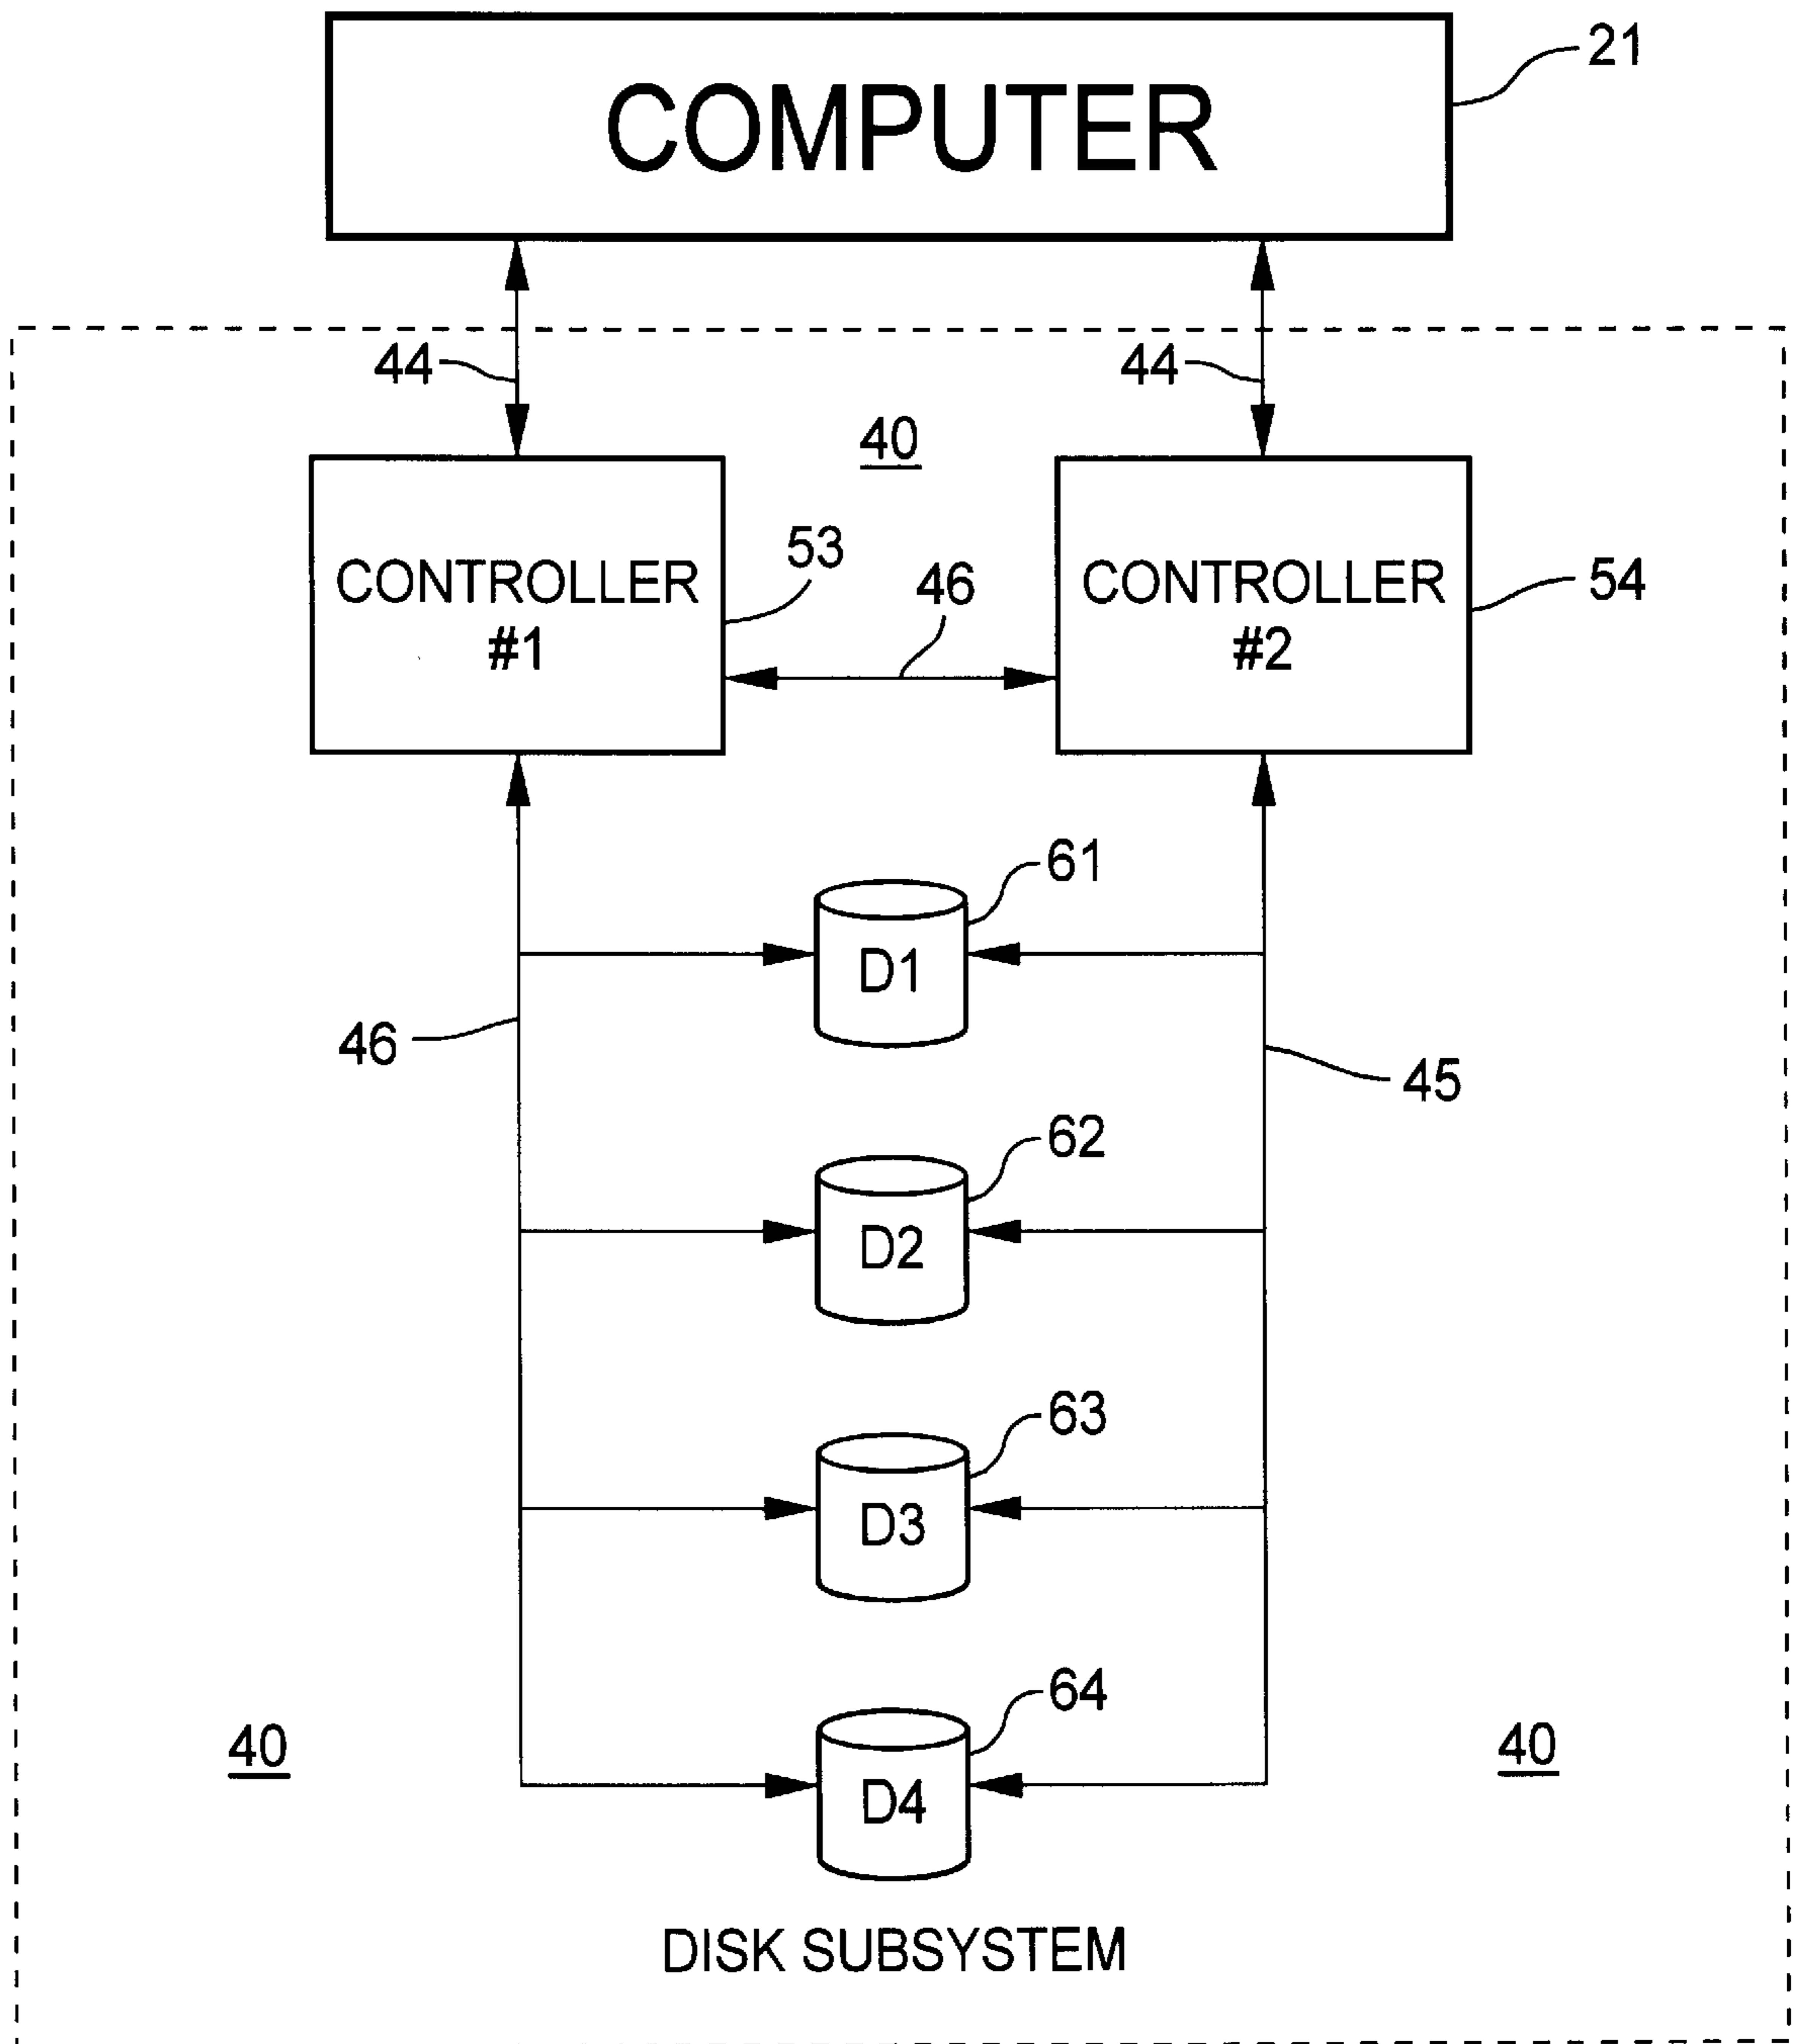 21
COMPUTER
44
44
40
53
CONTROLLER
#1
46
CONTROLLER
#2
54
61
D1
46
45
62
D2
63
D3
64
D4
40
40
DISK SUBSYSTEM